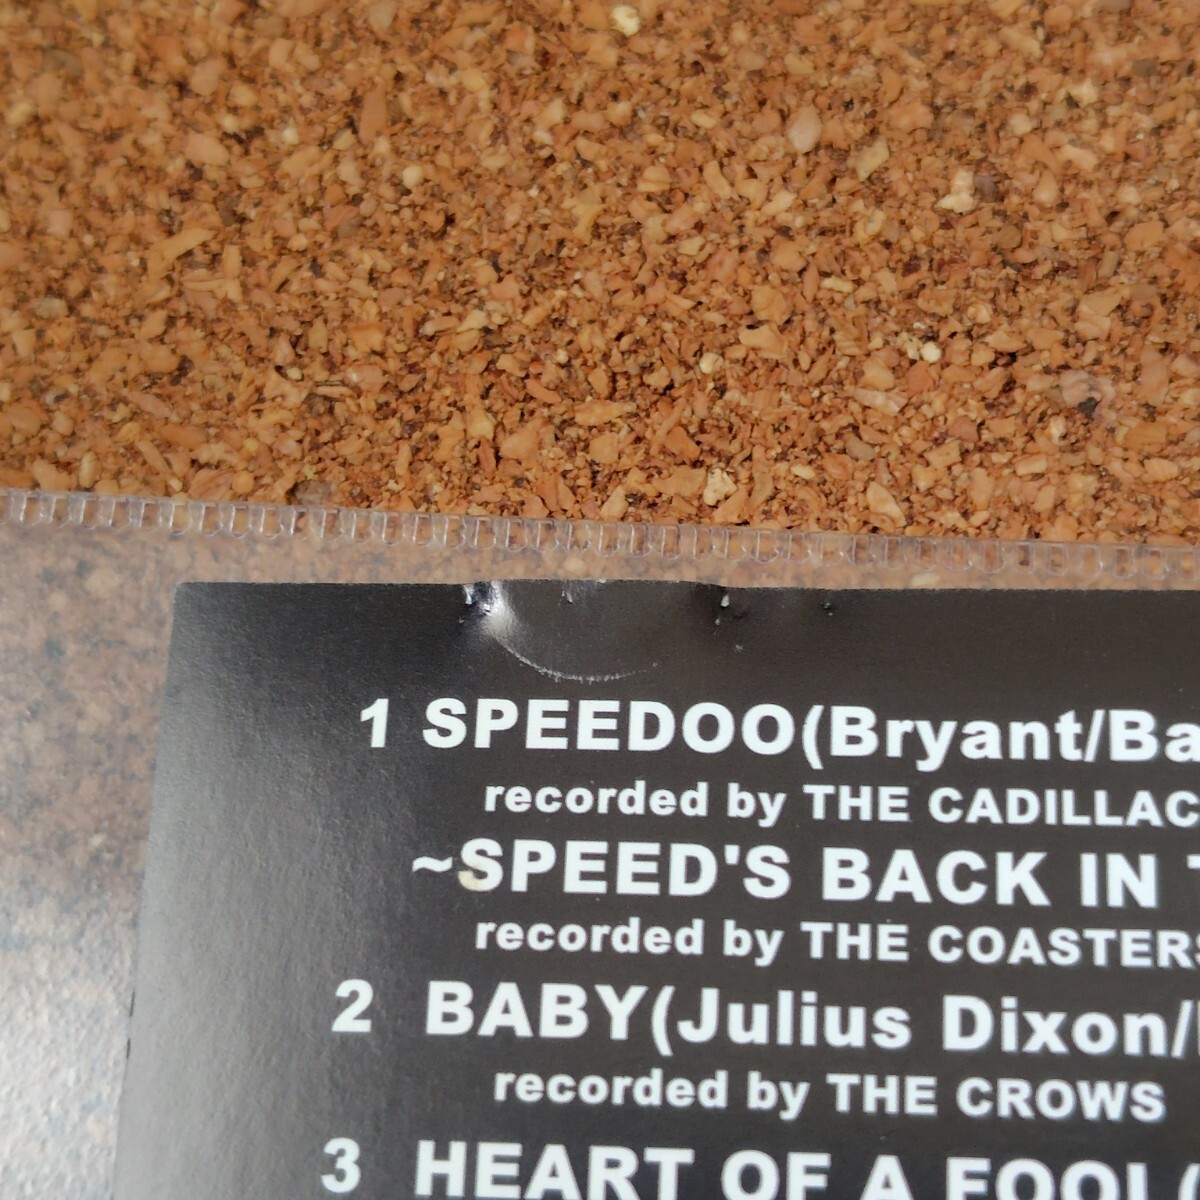 1 SPEEDOO(Bryant/Ba
recorded by THE CADILLAC
~SPEED'S BACK IN
recorded by THE COASTERS
2 BABY(Julius Dixon/
recorded by THE CROWS
3 HEART OF A FOOL(